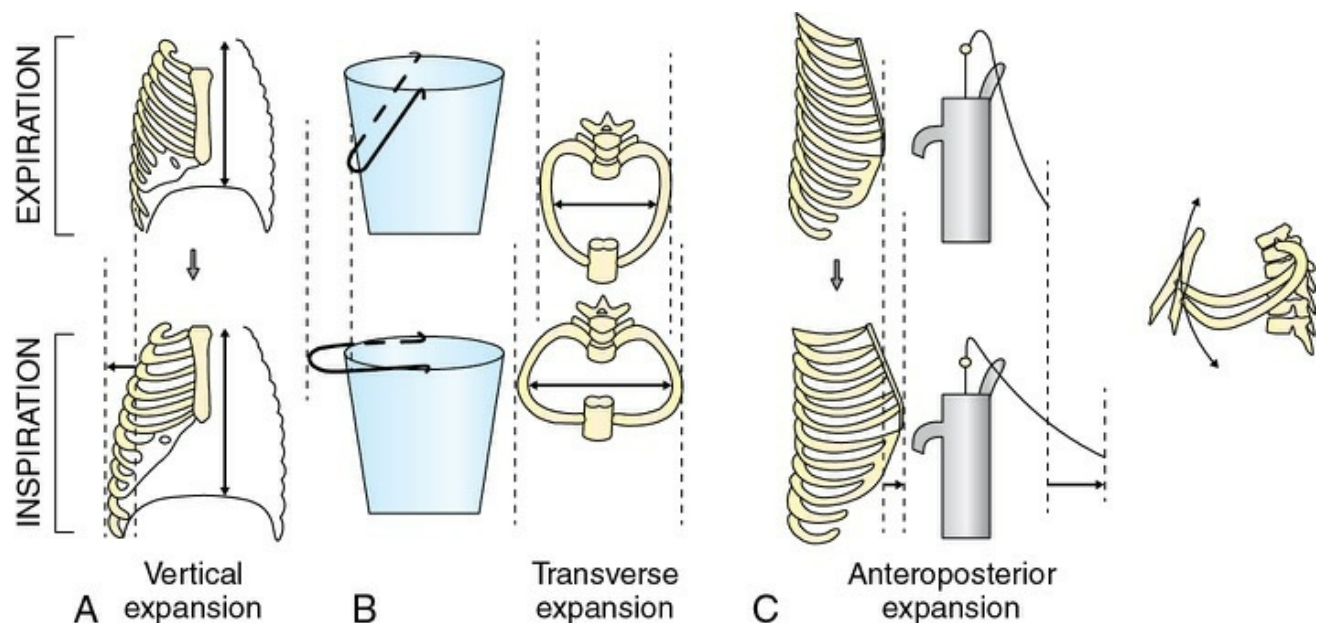 EXPIRATION
INSPIRATION
A
Vertical
expansion
B
Transverse
expansion
C
Anteroposterior
expansion